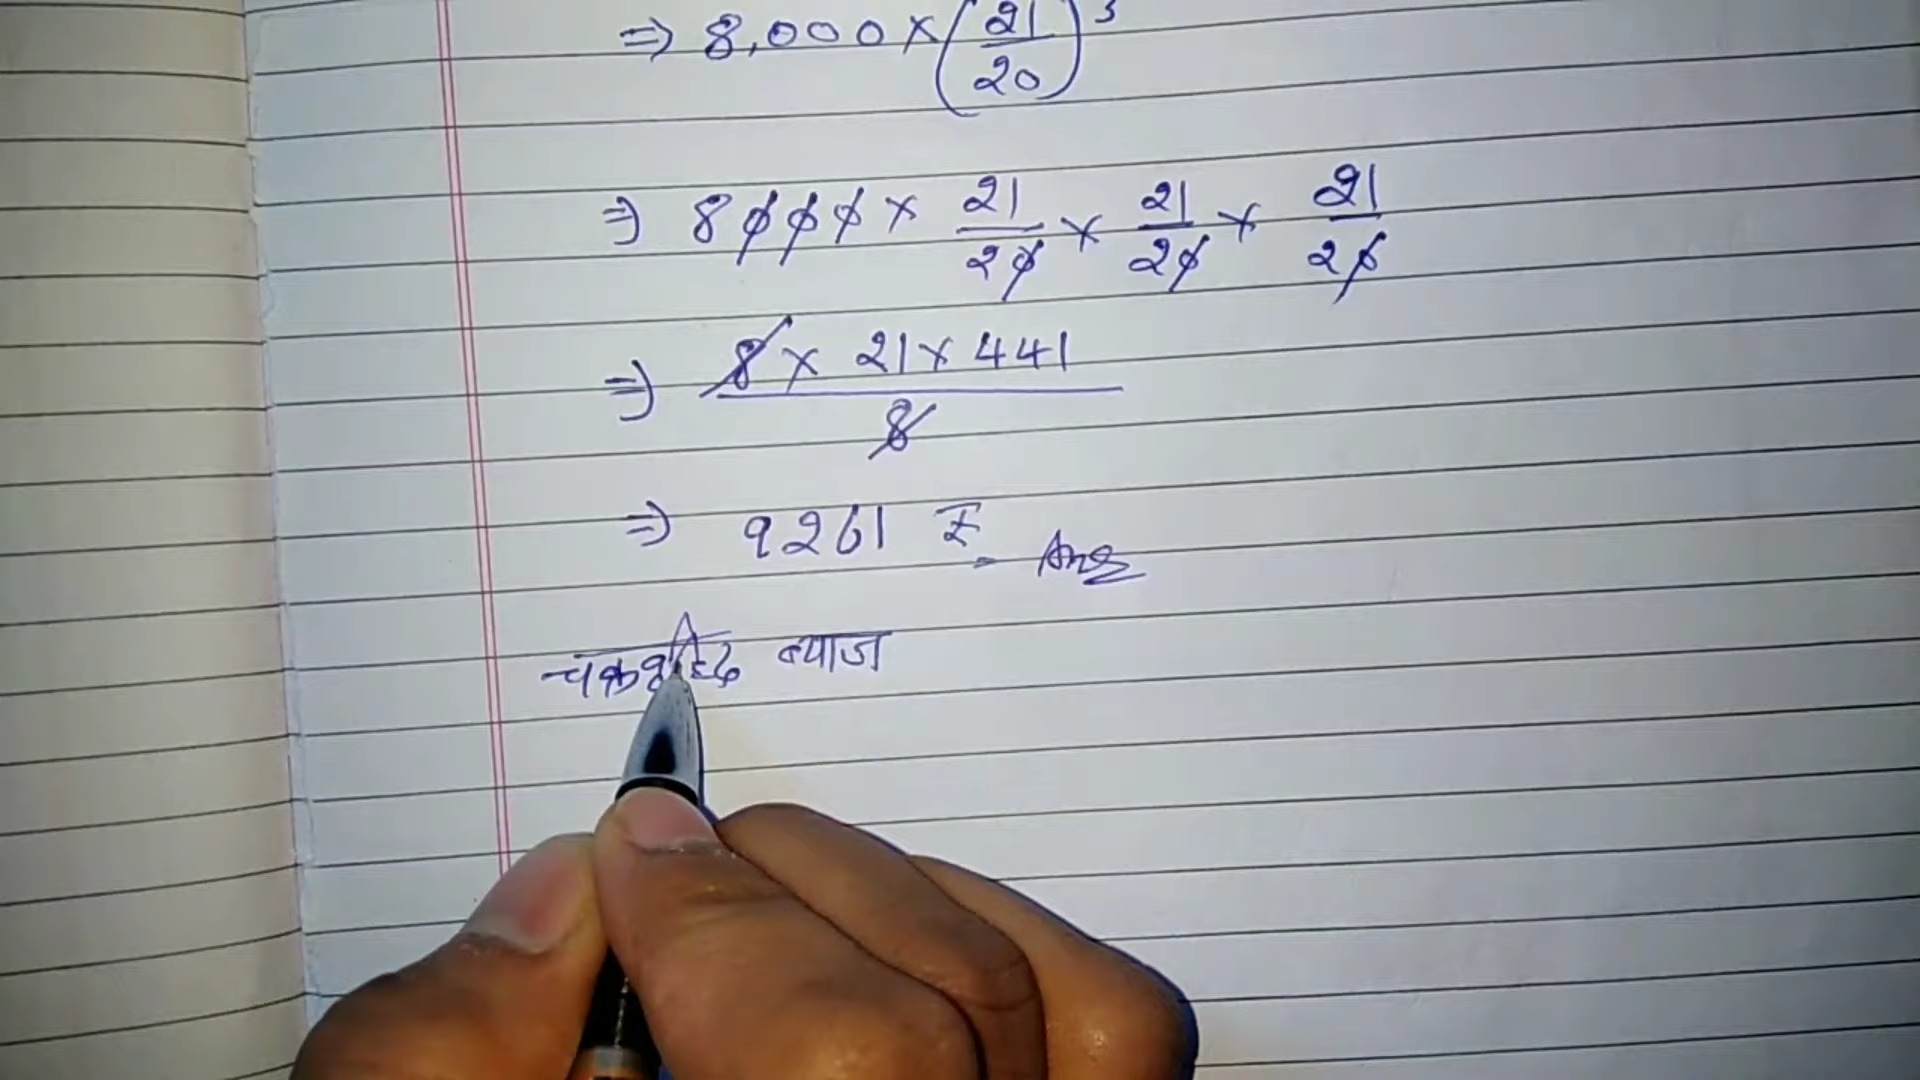 ⇒ 8,000 × (21/20)³
⇒ 8000 × 21/20 × 21/20 × 21/20
⇒ 8 × 21 × 441 / 8
⇒ 9261 ₹ Ans
चक्रवृद्धि ब्याज